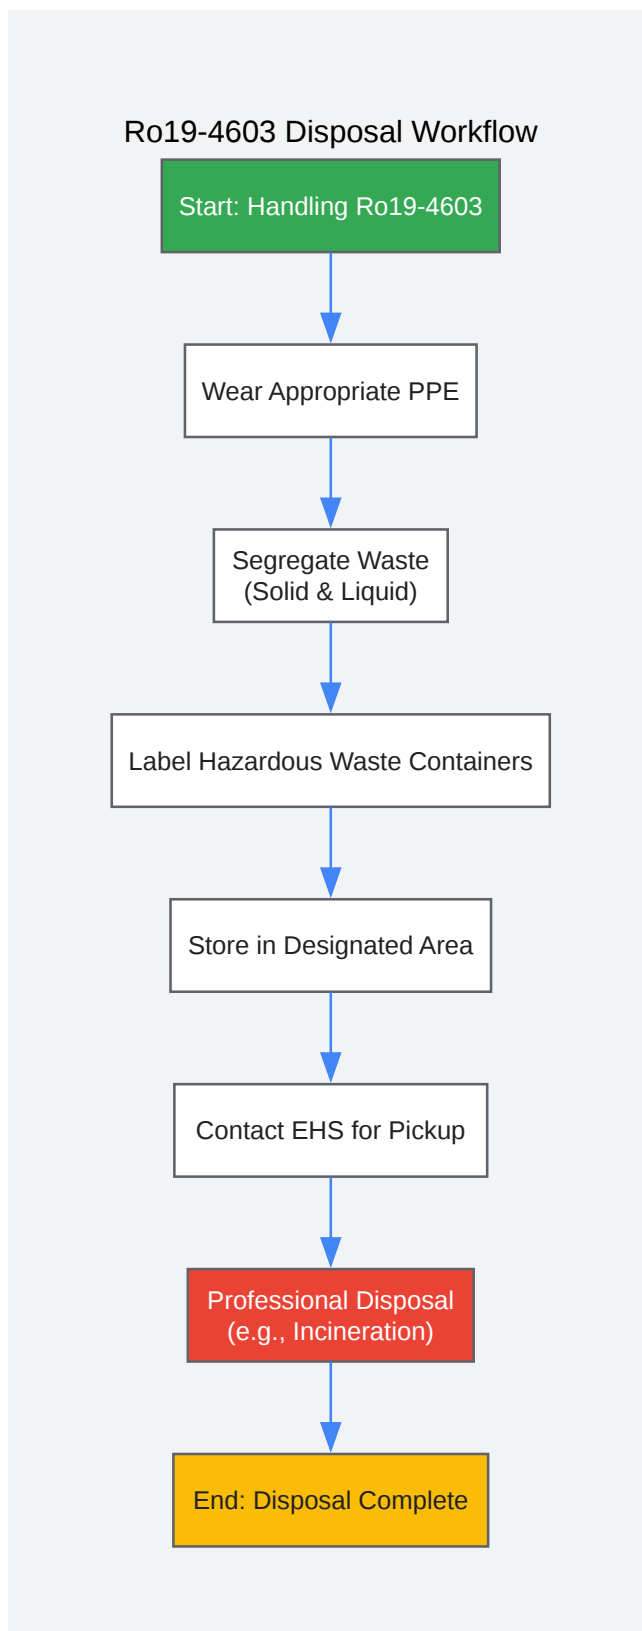 Ro19-4603 Disposal Workflow
Start: Handling Ro19-4603
Wear Appropriate PPE
Segregate Waste
(Solid & Liquid)
Label Hazardous Waste Containers
Store in Designated Area
Contact EHS for Pickup
Professional Disposal
(e.g., Incineration)
End: Disposal Complete